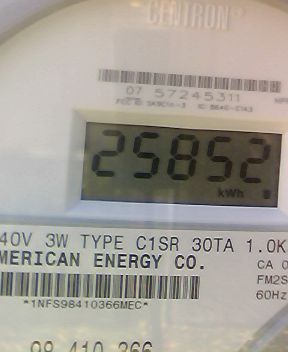 CENTRON
07 57245311
25852
kWh
40V 3W TYPE C1SR 30TA 1.0K
MERICAN ENERGY CO.
CA 0
FM2S
60Hz
*1NFS98410366MEC*
98 410 366